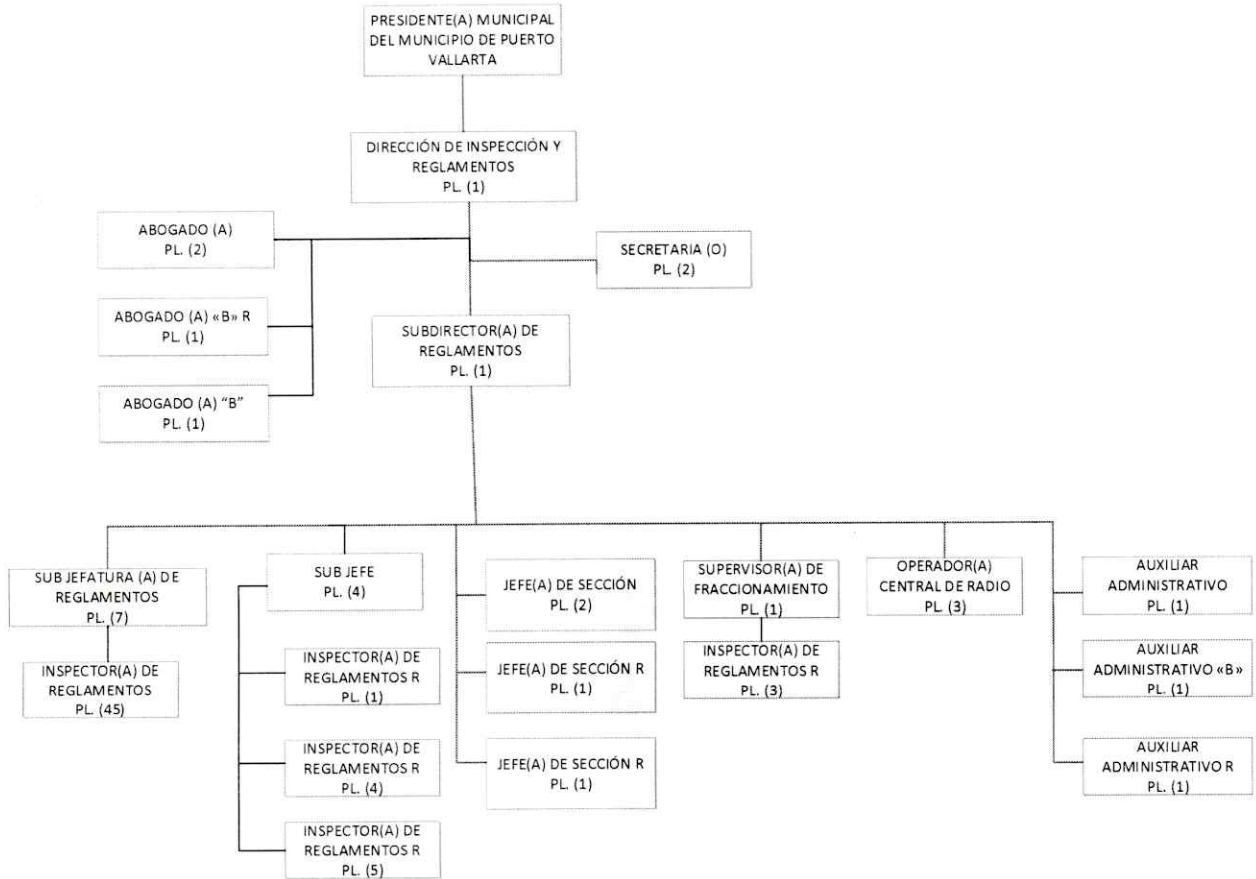 PRESIDENTE(A) MUNICIPAL
DEL MUNICIPIO DE PUERTO
VALLARTA
DIRECCIÓN DE INSPECCIÓN Y
REGLAMENTOS
PL. (1)
ABOGADO (A)
PL. (2)
SECRETARIA (O)
PL. (2)
ABOGADO (A) «B» R
PL. (1)
SUBDIRECTOR(A) DE
REGLAMENTOS
PL. (1)
ABOGADO (A) “B”
PL. (1)
SUB JEFATURA (A) DE
REGLAMENTOS
PL. (7)
INSPECTOR(A) DE
REGLAMENTOS
PL. (45)
SUB JEFE
PL. (4)
INSPECTOR(A) DE
REGLAMENTOS R
PL. (1)
INSPECTOR(A) DE
REGLAMENTOS R
PL. (4)
INSPECTOR(A) DE
REGLAMENTOS R
PL. (5)
JEFE(A) DE SECCIÓN
PL. (2)
JEFE(A) DE SECCIÓN R
PL. (1)
JEFE(A) DE SECCIÓN R
PL. (1)
SUPERVISOR(A) DE
FRACCIONAMIENTO
PL. (1)
INSPECTOR(A) DE
REGLAMENTOS R
PL. (3)
OPERADOR(A)
CENTRAL DE RADIO
PL. (3)
AUXILIAR
ADMINISTRATIVO
PL. (1)
AUXILIAR
ADMINISTRATIVO «B»
PL. (1)
AUXILIAR
ADMINISTRATIVO R
PL. (1)